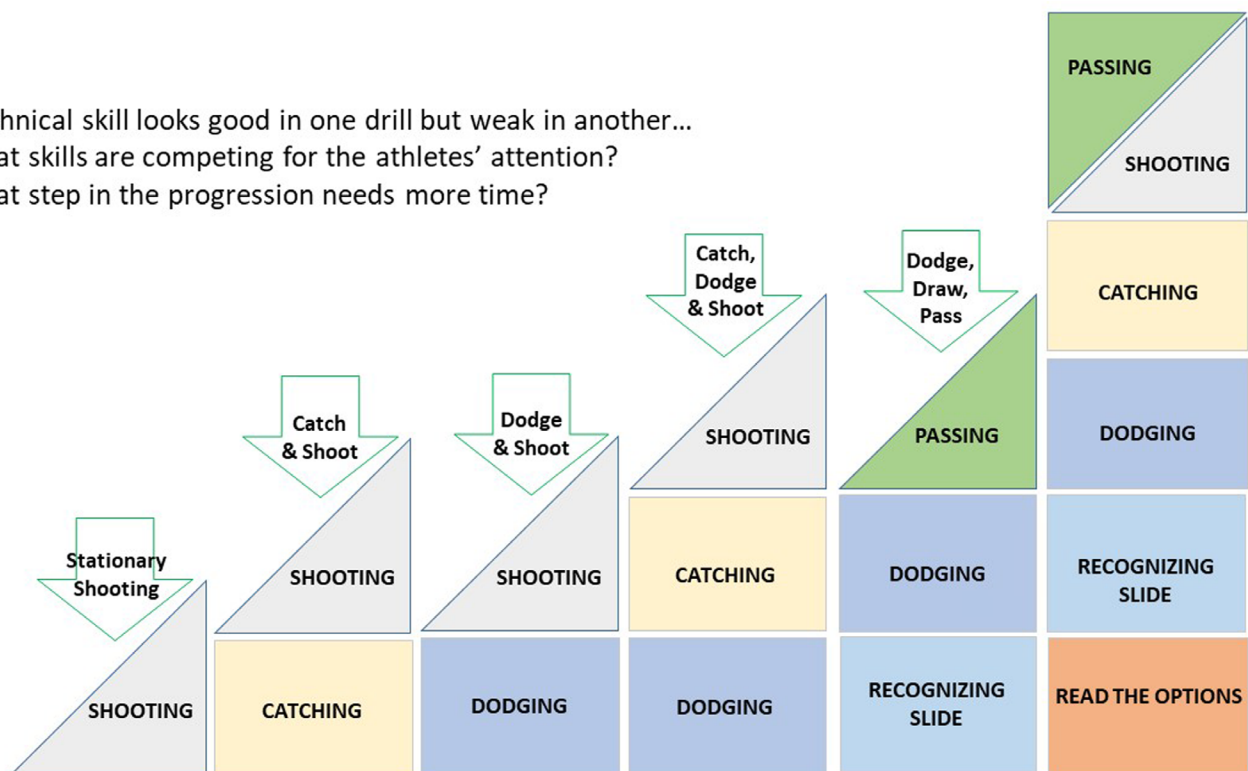 hnical skill looks good in one drill but weak in another...
at skills are competing for the athletes' attention?
at step in the progression needs more time?
PASSING
SHOOTING
Catch,
Dodge
& Shoot
Dodge,
Draw,
Pass
CATCHING
Catch
& Shoot
Dodge
& Shoot
SHOOTING
PASSING
DODGING
Stationary
Shooting
SHOOTING
SHOOTING
CATCHING
DODGING
RECOGNIZING
SLIDE
SHOOTING
CATCHING
DODGING
DODGING
RECOGNIZING
SLIDE
READ THE OPTIONS